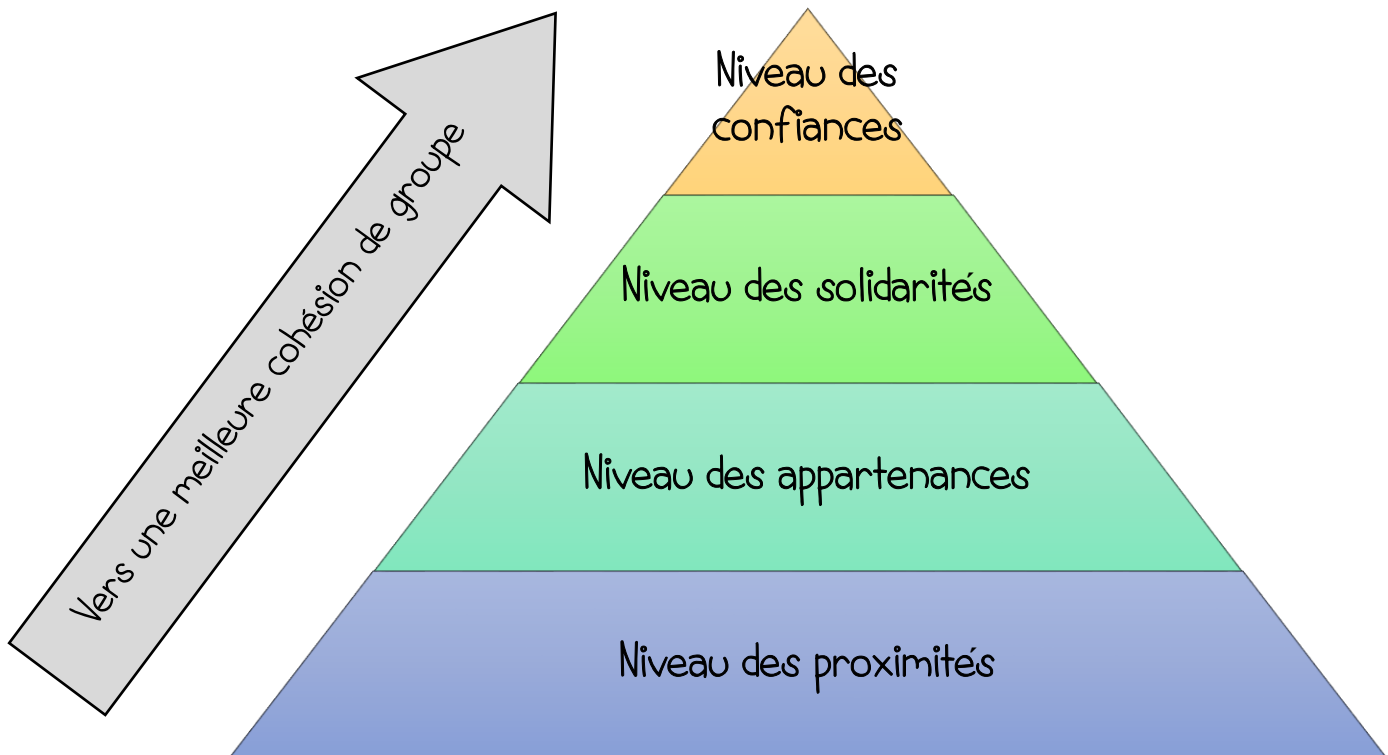 Vers une meilleure cohésion de groupe
Niveau des
confiances
Niveau des solidarités
Niveau des appartenances
Niveau des proximités